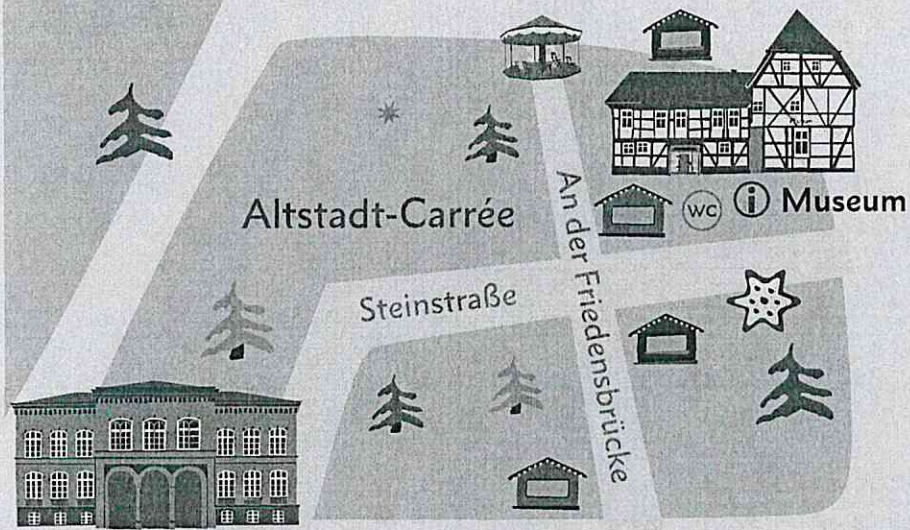 Altstadt-Carrée
An der Friedensbrücke
WC i Museum
Steinstraße